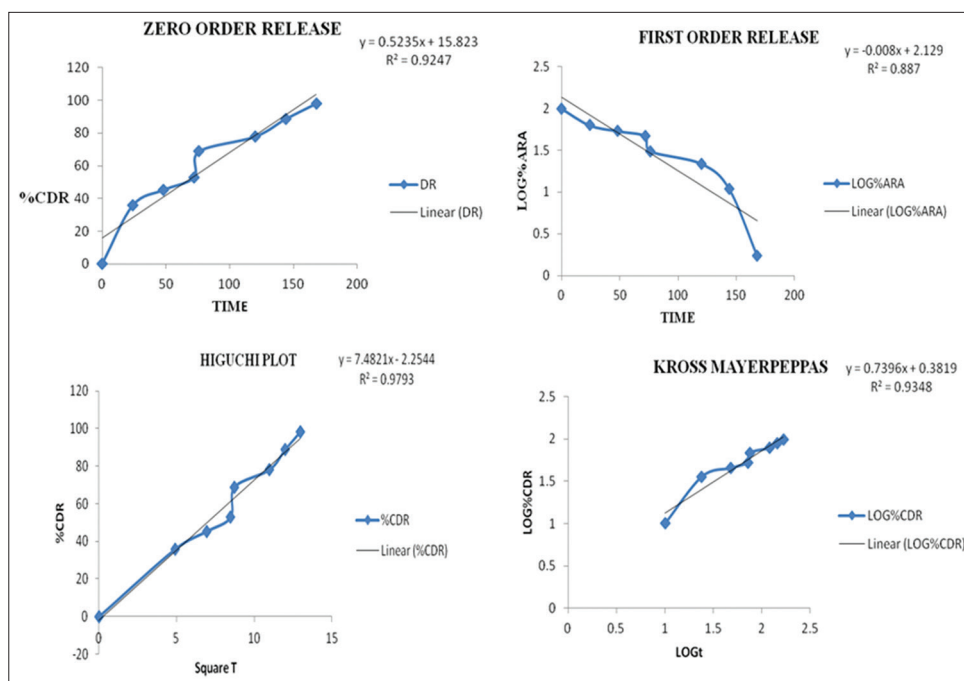 ZERO ORDER RELEASE
y = 0.5235x + 15.823
R² = 0.9247
120
100
80
60
40
20
0
%CDR
0 50 100 150 200
TIME
DR
Linear (DR)
FIRST ORDER RELEASE
y = -0.008x + 2.129
R² = 0.887
2.5
2
1.5
1
0.5
0
LOG%ARA
0 50 100 150 200
TIME
LOG%ARA
Linear (LOG%ARA)
HIGUCHI PLOT
y = 7.4821x - 2.2544
R² = 0.9793
120
100
80
60
40
20
0
-20
%CDR
0 5 10 15
Square T
%CDR
Linear (%CDR)
KROSS MAYERPEPPAS
y = 0.7396x + 0.3819
R² = 0.9348
2.5
2
1.5
1
0.5
0
LOG%CDR
0 0.5 1 1.5 2 2.5
LOGt
LOG%CDR
Linear (LOG%CDR)